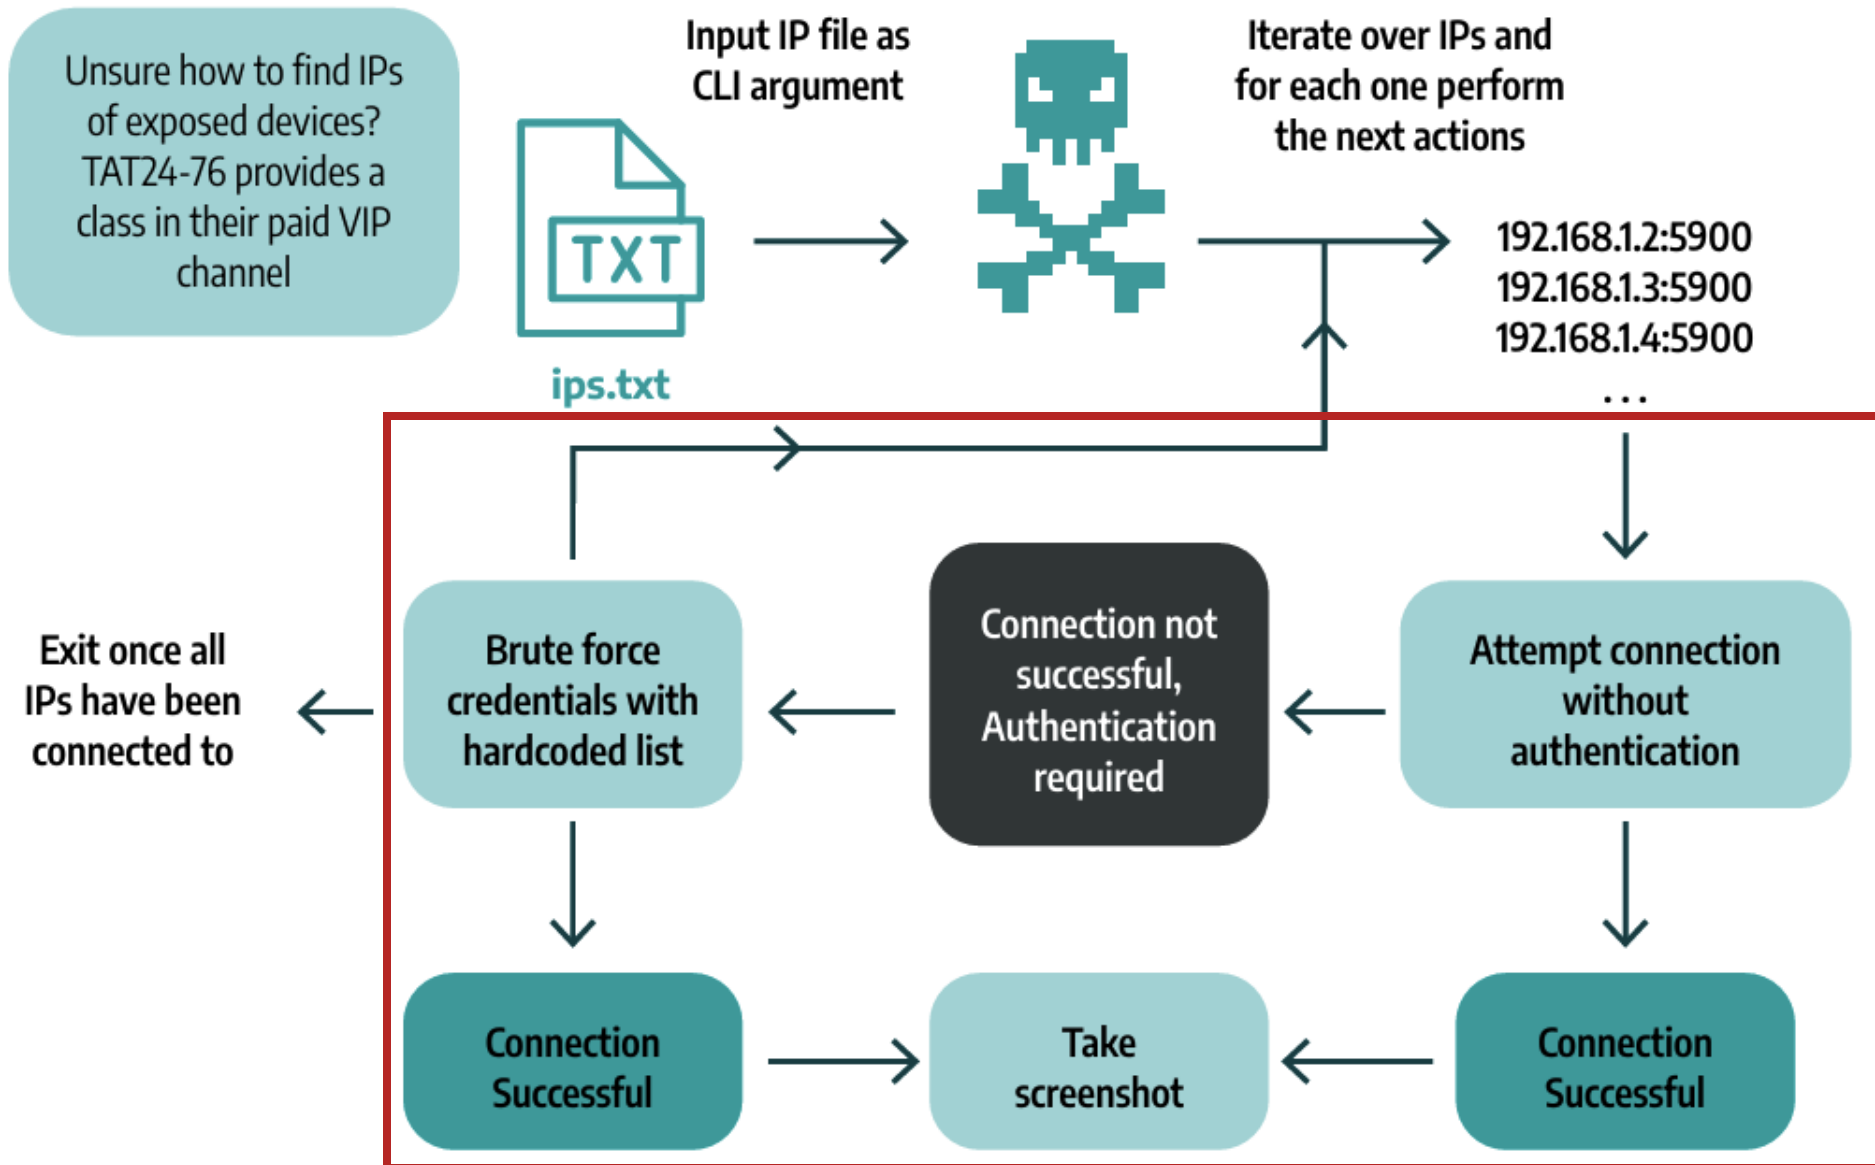 Unsure how to find IPs
of exposed devices?
TAT24-76 provides a
class in their paid VIP
channel
Input IP file as
CLI argument
TXT
ips.txt
Iterate over IPs and
for each one perform
the next actions
192.168.1.2:5900
192.168.1.3:5900
192.168.1.4:5900
...
Attempt connection
without
authentication
Connection not
successful,
Authentication
required
Brute force
credentials with
hardcoded list
Exit once all
IPs have been
connected to
Connection
Successful
Take
screenshot
Connection
Successful